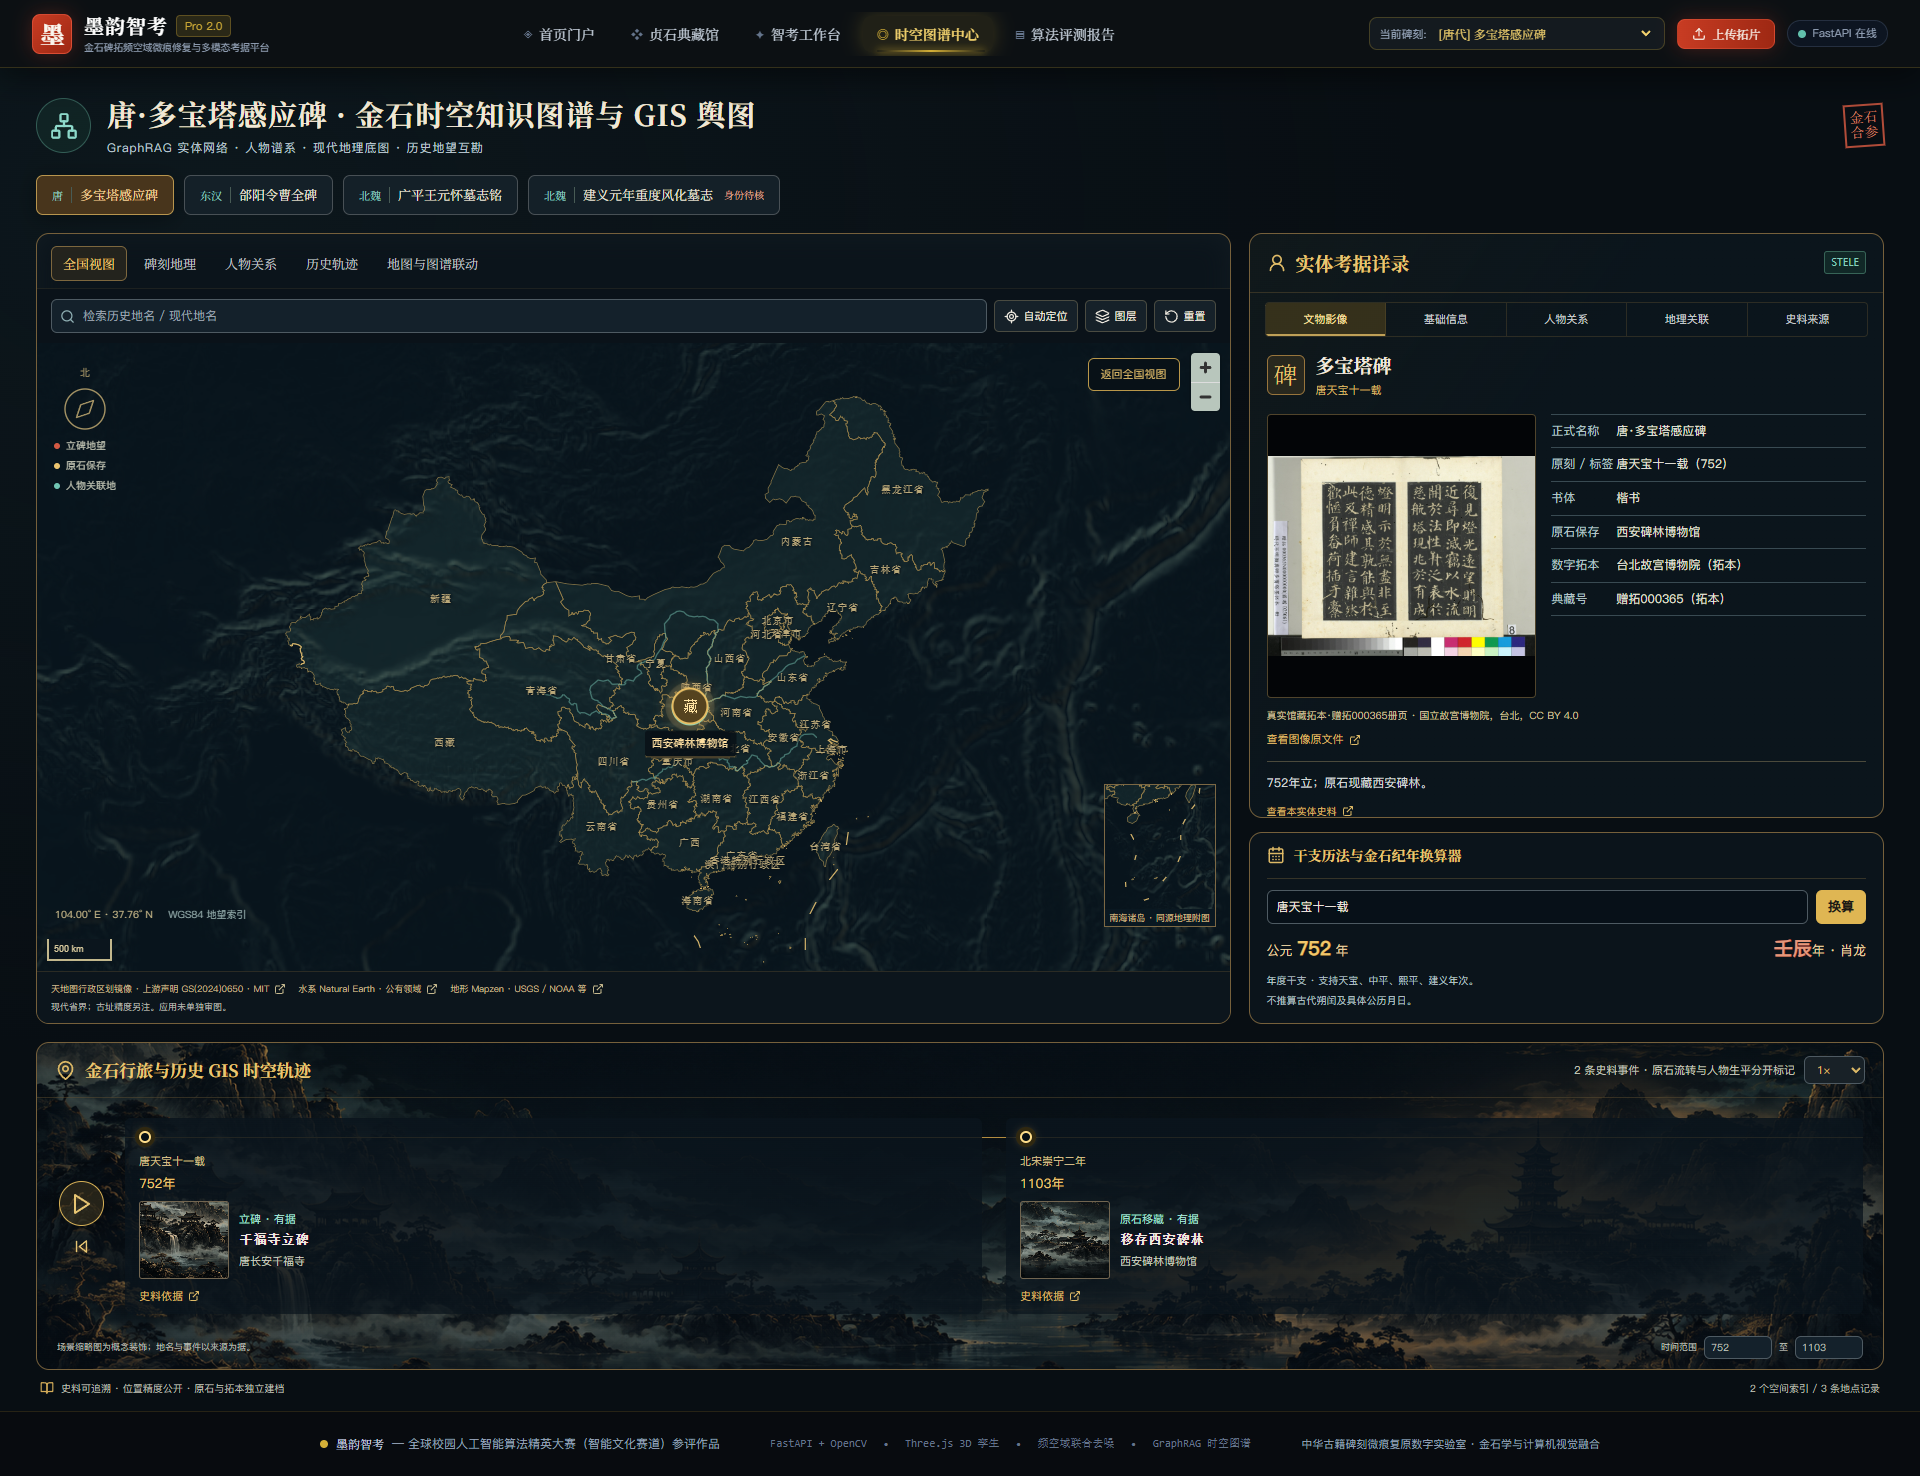 墨 墨韵智考 Pro 2.0
金石碑拓频空域微痕修复与多模态考据平台
首页门户 贞石典藏馆 智考工作台 时空图谱中心 算法评测报告
当前碑刻: [唐代] 多宝塔感应碑 上传拓片 FastAPI 在线
唐·多宝塔感应碑 · 金石时空知识图谱与 GIS 舆图
GraphRAG 实体网络 · 人物谱系 · 现代地理底图 · 历史地望互勘
金石
合参
唐 多宝塔感应碑 东汉 郃阳令曹全碑 北魏 广平王元怀墓志铭 北魏 建义元年重度风化墓志 身份待核
全国视图 碑刻地理 人物关系 历史轨迹 地图与图谱联动
检索历史地名 / 现代地名 自动定位 图层 重置
北
返回全国视图
+
−
立碑地望
原石保存
人物关联地
黑龙江省
内蒙古
吉林省
新疆
辽宁省
北京市
甘肃省 宁夏 山西省
山东省
青海省
藏
河南省
江苏省
西藏
西安碑林博物馆
安徽省
上海市
四川省 重庆市
浙江省
贵州省 湖南省 江西省
福建省
云南省
广西
台湾省
海南省
104.00° E · 37.76° N WGS84 地望索引
500 km
南海诸岛 · 同源地理附图
天地图行政区划镜像 · 上游声明 GS(2024)0650 · MIT 水系 Natural Earth · 公有领域 地形 Mapzen · USGS / NOAA 等
现代省界；古址精度另注。应用未单独审图。
实体考据详录 STELE
文物影像 基础信息 人物关系 地理关联 史料来源
碑 多宝塔碑
唐天宝十一载
正式名称 唐·多宝塔感应碑
原刻 / 标签 唐天宝十一载（752）
书体 楷书
原石保存 西安碑林博物馆
数字拓本 台北故宫博物院（拓本）
典藏号 赠拓000365（拓本）
8
真实馆藏拓本·赠拓000365册页 · 国立故宫博物院，台北，CC BY 4.0
查看图像原文件
752年立；原石现藏西安碑林。
查看本实体史料
干支历法与金石纪年换算器
唐天宝十一载 换算
公元 752 年 壬辰年 · 肖龙
年度干支 · 支持天宝、中平、熙平、建义年次。
不推算古代朔闰及具体公历月日。
金石行旅与历史 GIS 时空轨迹 2 条史料事件 · 原石流转与人物生平分开标记 1×
唐天宝十一载
752年
立碑 · 有据
千福寺立碑
唐长安千福寺
史料依据
北宋崇宁二年
1103年
原石移藏 · 有据
移存西安碑林
西安碑林博物馆
史料依据
场景缩略图为概念装饰；地名与事件以来源为据。 时间范围 752 至 1103
史料可追溯 · 位置精度公开 · 原石与拓本独立建档 2 个空间索引 / 3 条地点记录
墨韵智考 — 全球校园人工智能算法精英大赛（智能文化赛道）参评作品 FastAPI + OpenCV • Three.js 3D 孪生 • 频空域联合去噪 • GraphRAG 时空图谱 中华古籍碑刻微痕复原数字实验室 · 金石学与计算机视觉融合